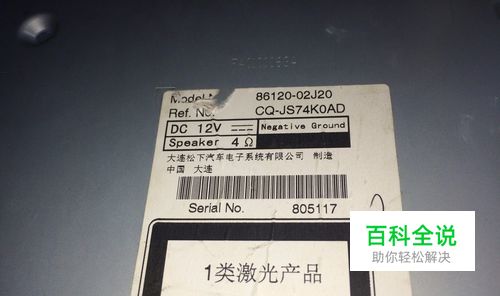 Model N 86120-02J20
Ref. No. CQ-JS74K0AD
DC 12V ⎓ Negative Ground
Speaker 4Ω
大连松下汽车电子系统有限公司 制造
中国 大连
Serial No. 805117
1类激光产品
百科全说
助你轻松解决